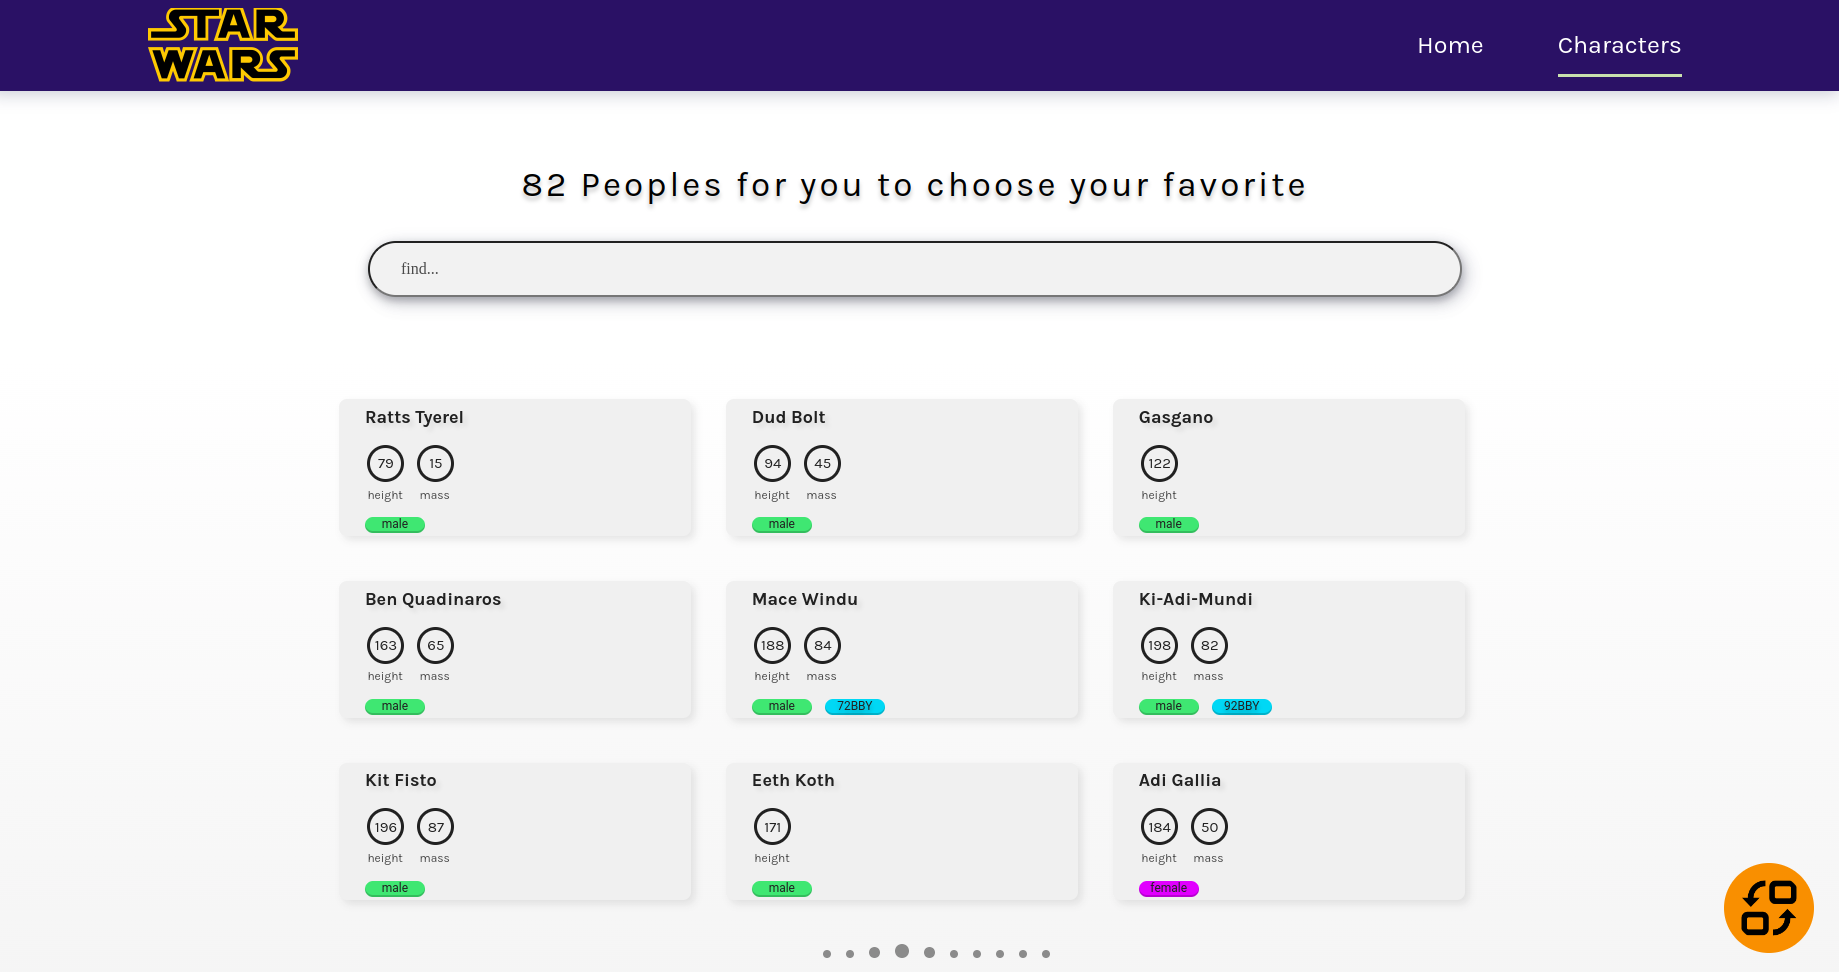 STAR
WARS
Home Characters
82 Peoples for you to choose your favorite
find...
Ratts Tyerel Dud Bolt Gasgano
79 15 94 45 122
height mass height mass height
male male male
Ben Quadinaros Mace Windu Ki-Adi-Mundi
163 65 188 84 198 82
height mass height mass height mass
male male 72BBY male 92BBY
Kit Fisto Eeth Koth Adi Gallia
196 87 171 184 50
height mass height height mass
male male female